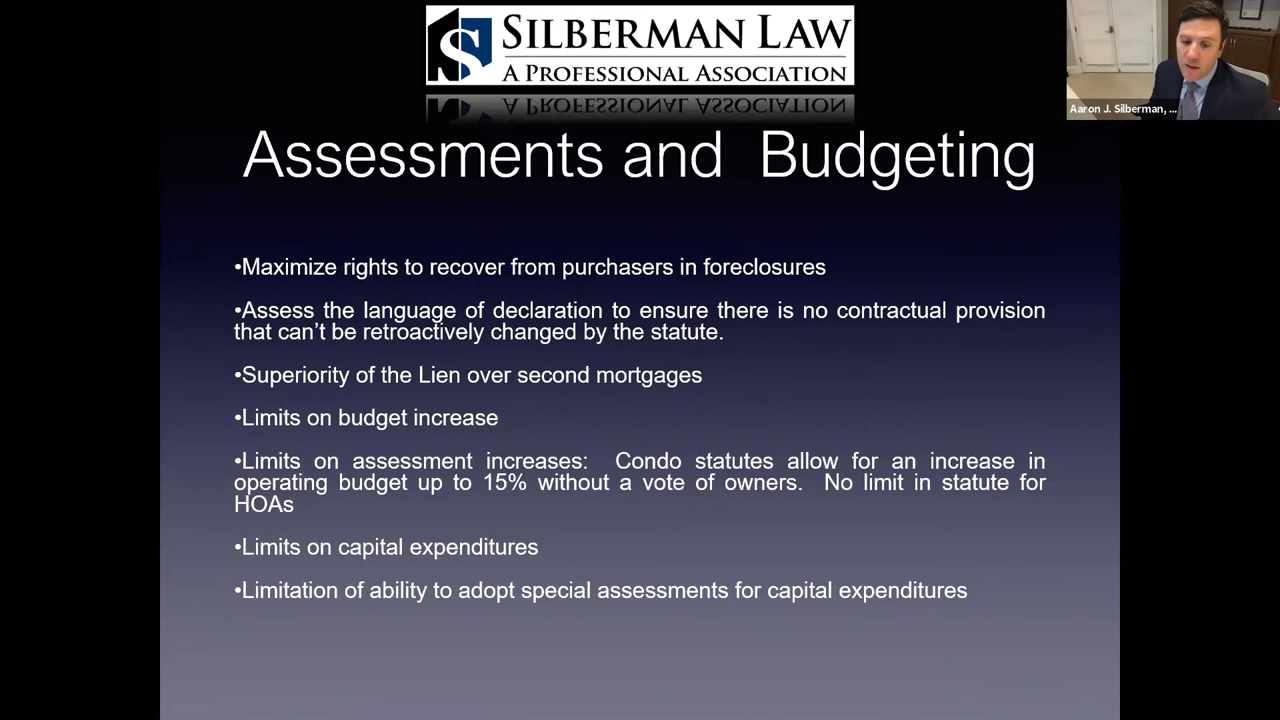 SILBERMAN LAW
A PROFESSIONAL ASSOCIATION
Aaron J. Silberman, ...
Assessments and Budgeting
•Maximize rights to recover from purchasers in foreclosures
•Assess the language of declaration to ensure there is no contractual provision
that can't be retroactively changed by the statute.
•Superiority of the Lien over second mortgages
•Limits on budget increase
•Limits on assessment increases: Condo statutes allow for an increase in
operating budget up to 15% without a vote of owners. No limit in statute for
HOAs
•Limits on capital expenditures
•Limitation of ability to adopt special assessments for capital expenditures